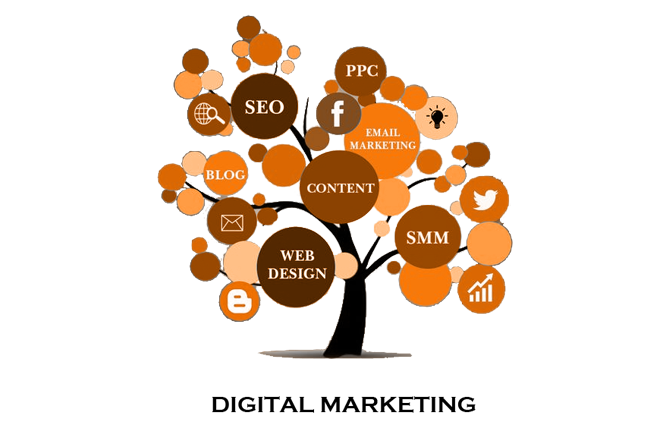 PPC
SEO
EMAIL
MARKETING
BLOG
CONTENT
SMM
WEB
DESIGN
DIGITAL MARKETING